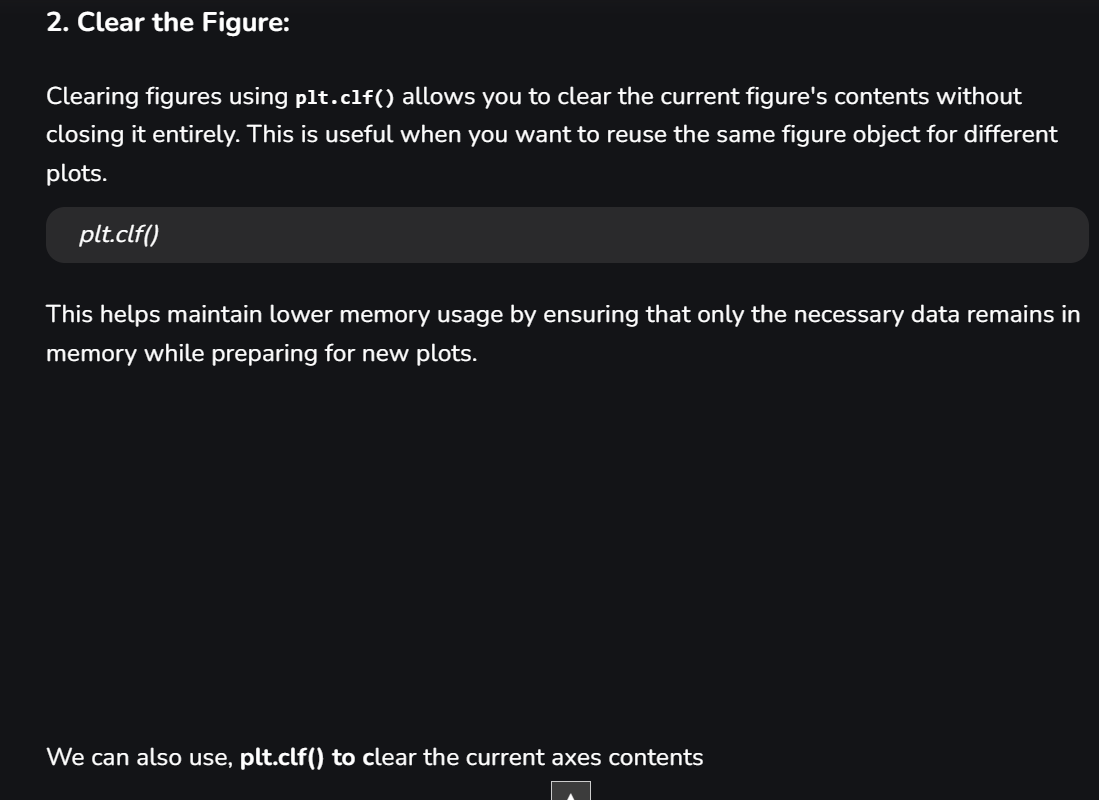 2. Clear the Figure:
Clearing figures using plt.clf() allows you to clear the current figure's contents without
closing it entirely. This is useful when you want to reuse the same figure object for different
plots.
plt.clf()
This helps maintain lower memory usage by ensuring that only the necessary data remains in
memory while preparing for new plots.
We can also use, plt.clf() to clear the current axes contents